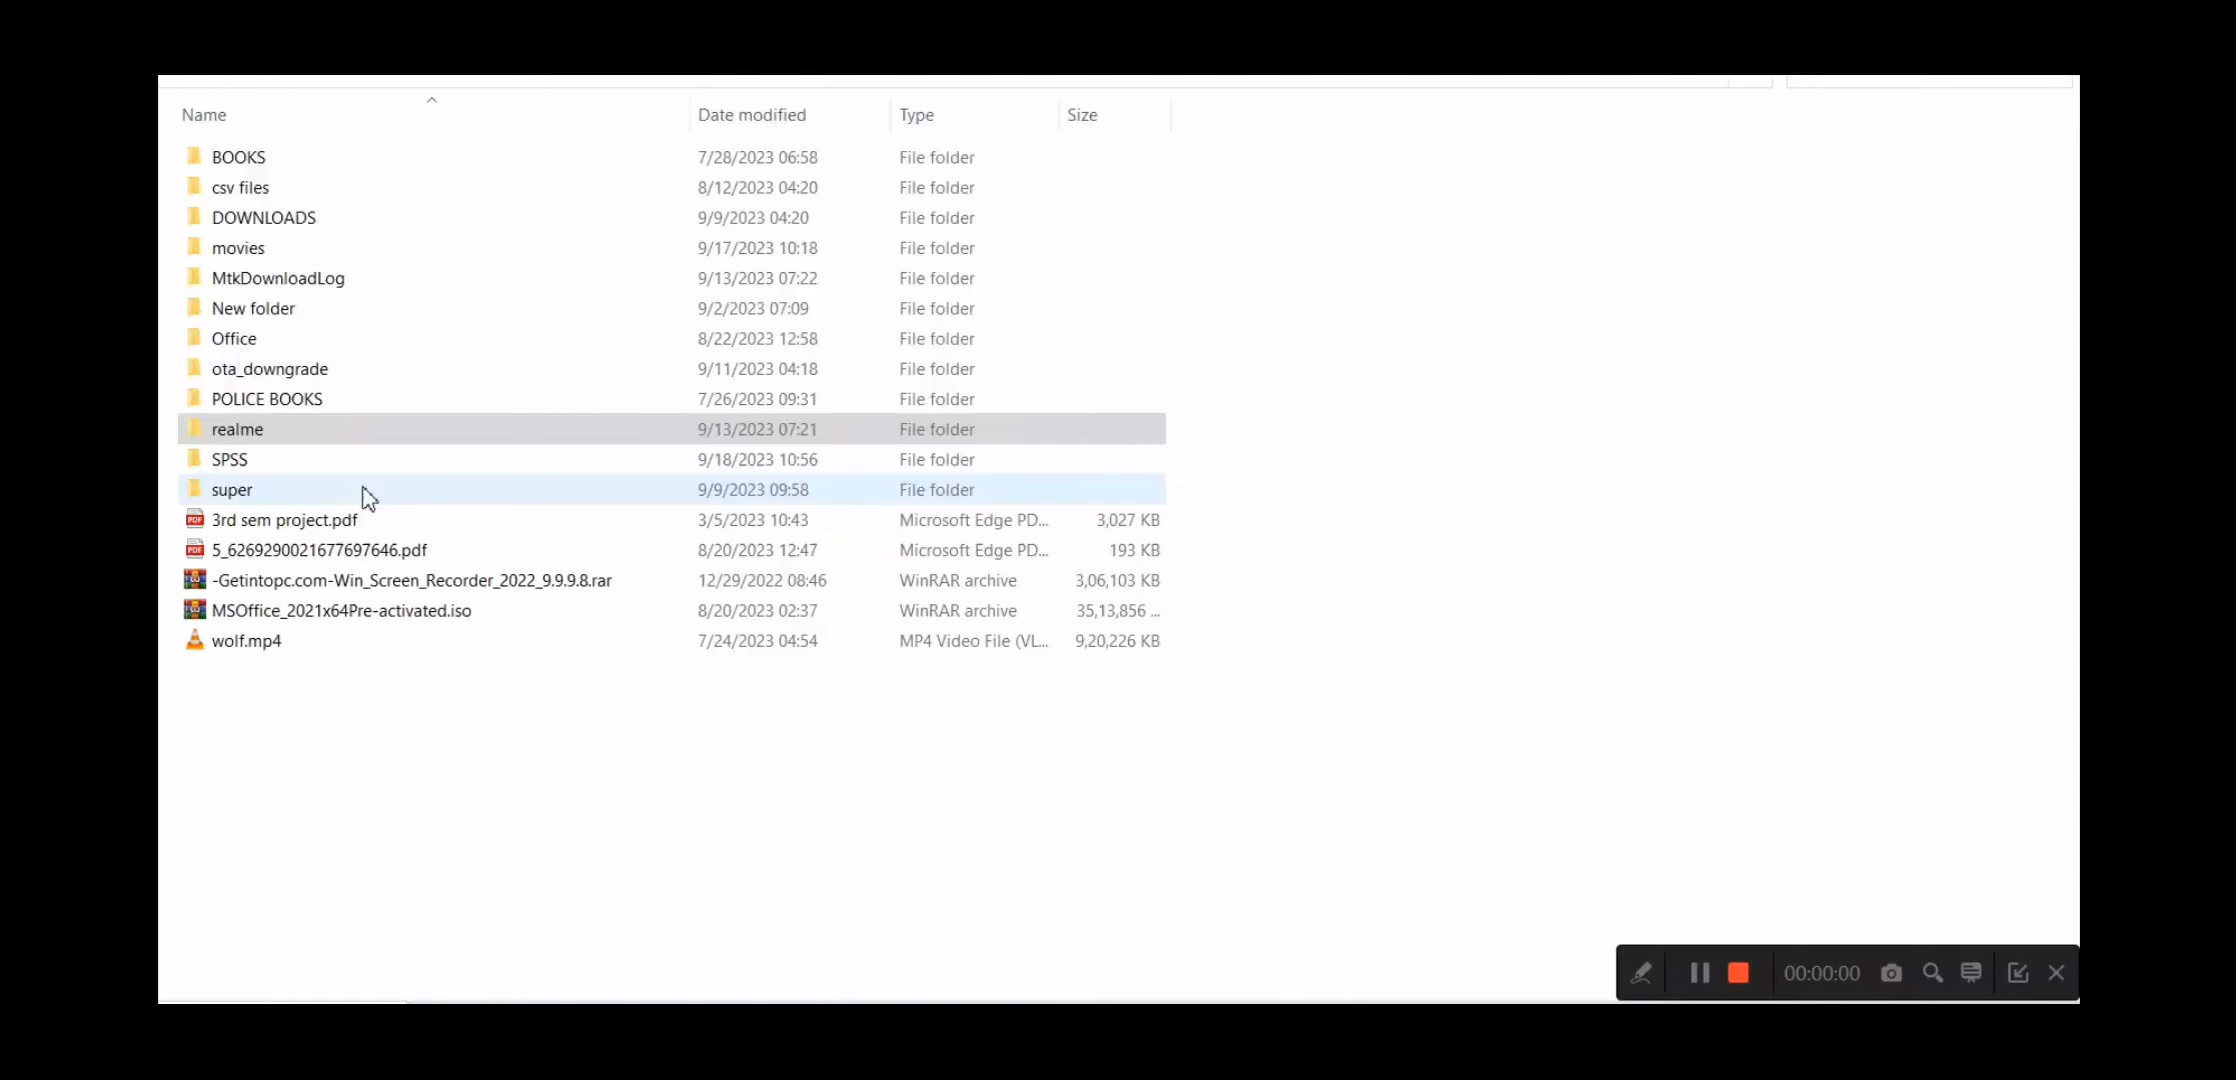 Name Date modified Type Size
BOOKS 7/28/2023 06:58 File folder
csv files 8/12/2023 04:20 File folder
DOWNLOADS 9/9/2023 04:20 File folder
movies 9/17/2023 10:18 File folder
MtkDownloadLog 9/13/2023 07:22 File folder
New folder 9/2/2023 07:09 File folder
Office 8/22/2023 12:58 File folder
ota_downgrade 9/11/2023 04:18 File folder
POLICE BOOKS 7/26/2023 09:31 File folder
realme 9/13/2023 07:21 File folder
SPSS 9/18/2023 10:56 File folder
super 9/9/2023 09:58 File folder
PDF 3rd sem project.pdf 3/5/2023 10:43 Microsoft Edge PD... 3,027 KB
PDF 5_6269290021677697646.pdf 8/20/2023 12:47 Microsoft Edge PD... 193 KB
-Getintopc.com-Win_Screen_Recorder_2022_9.9.9.8.rar 12/29/2022 08:46 WinRAR archive 3,06,103 KB
MSOffice_2021x64Pre-activated.iso 8/20/2023 02:37 WinRAR archive 35,13,856 ...
wolf.mp4 7/24/2023 04:54 MP4 Video File (VL... 9,20,226 KB
00:00:00